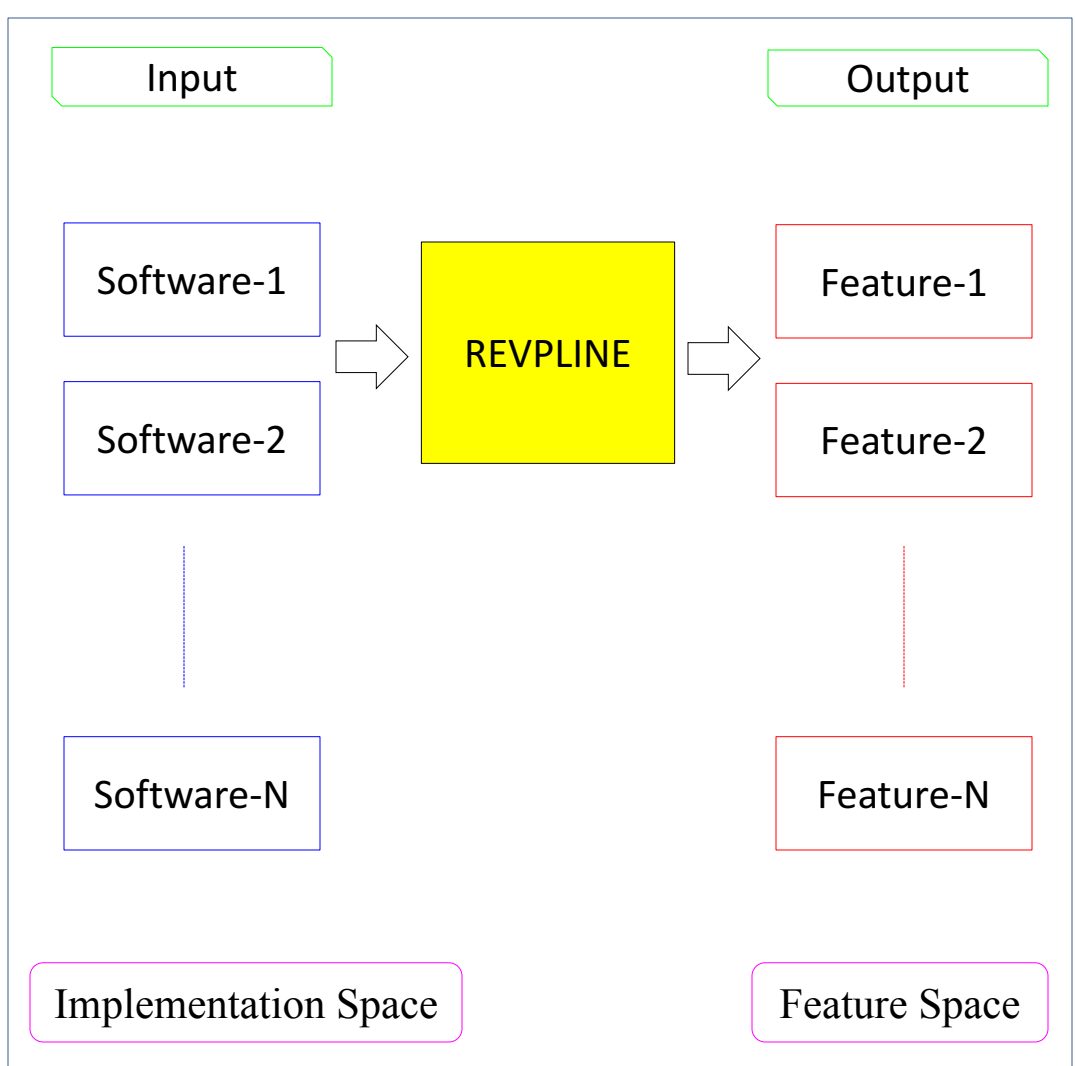 Input
Output
Software-1
REVPLINE
Feature-1
Software-2
Feature-2
Software-N
Feature-N
Implementation Space
Feature Space